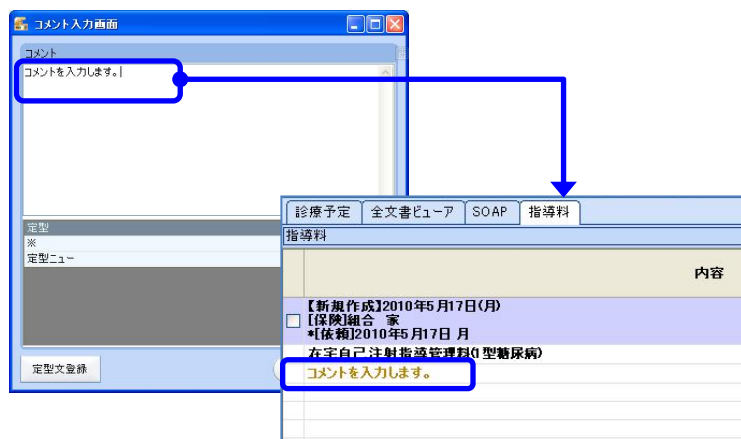 コメント入力画面
コメント
コメントを入力します。
定型
※
定型ニュー
定型文登録
診療予定 全文書ビューア SOAP 指導料
指導料
内容
【新規作成】2010年5月17日(月)
[保険]組合 家
*[依頼]2010年5月17日 月
在宅自己注射指導管理料(1型糖尿病)
コメントを入力します。